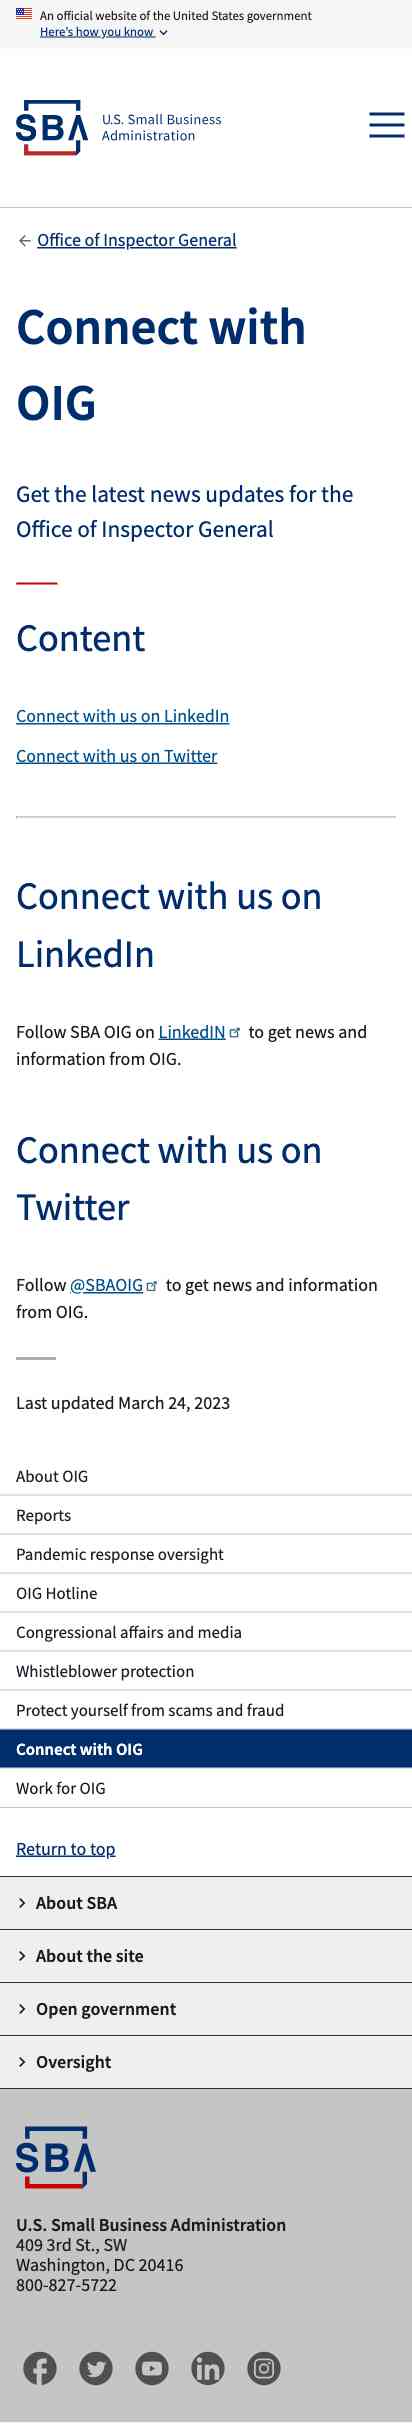 An official website of the United States government
Here's how you know
SBA
U.S. Small Business
Administration
Office of Inspector General
Connect with
OIG
Get the latest news updates for the
Office of Inspector General
Content
Connect with us on LinkedIn
Connect with us on Twitter
Connect with us on
LinkedIn
Follow SBA OIG on LinkedIN to get news and
information from OIG.
Connect with us on
Twitter
Follow @SBAOIG to get news and information
from OIG.
Last updated March 24, 2023
About OIG
Reports
Pandemic response oversight
OIG Hotline
Congressional affairs and media
Whistleblower protection
Protect yourself from scams and fraud
Connect with OIG
Work for OIG
Return to top
About SBA
About the site
Open government
Oversight
SBA
U.S. Small Business Administration
409 3rd St., SW
Washington, DC 20416
800-827-5722